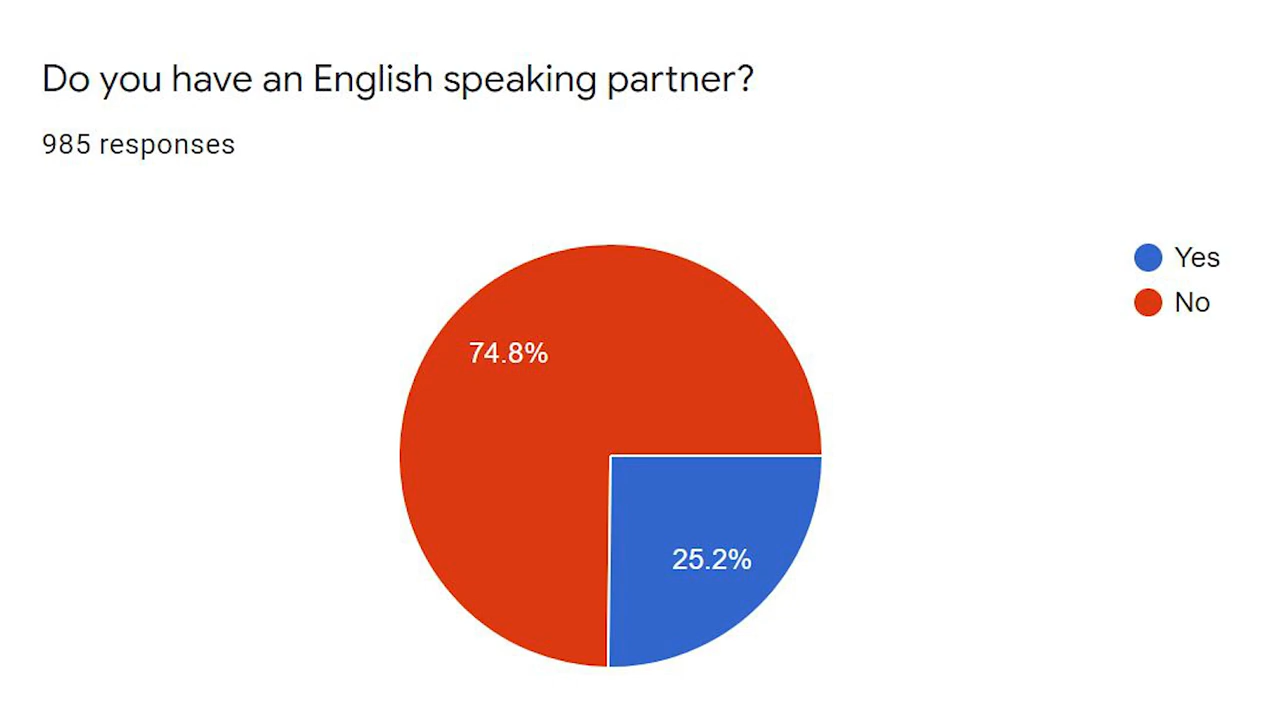 Do you have an English speaking partner?
985 responses
Yes
No
74.8%
25.2%